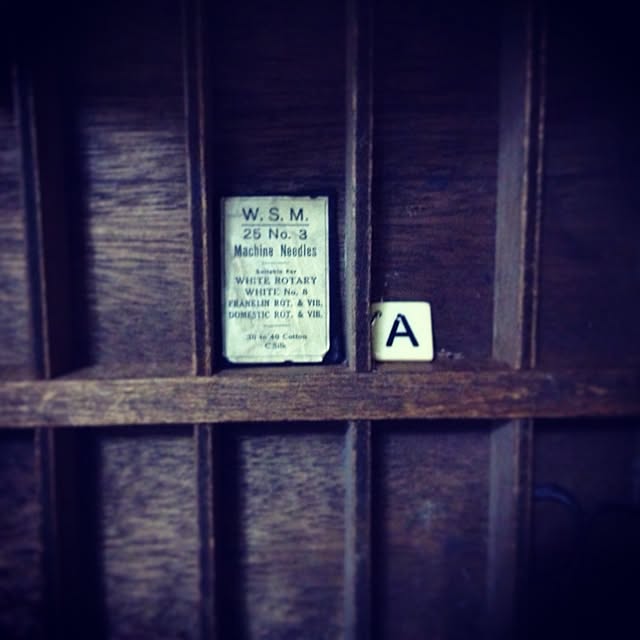 W.S.M.
25 No. 3
Machine Needles
Suitable For
WHITE ROTARY
WHITE No. 8
FRANKLIN ROT. & VIB.
DOMESTIC ROT. & VIB.
30 to 40 Cotton
C Silk
A